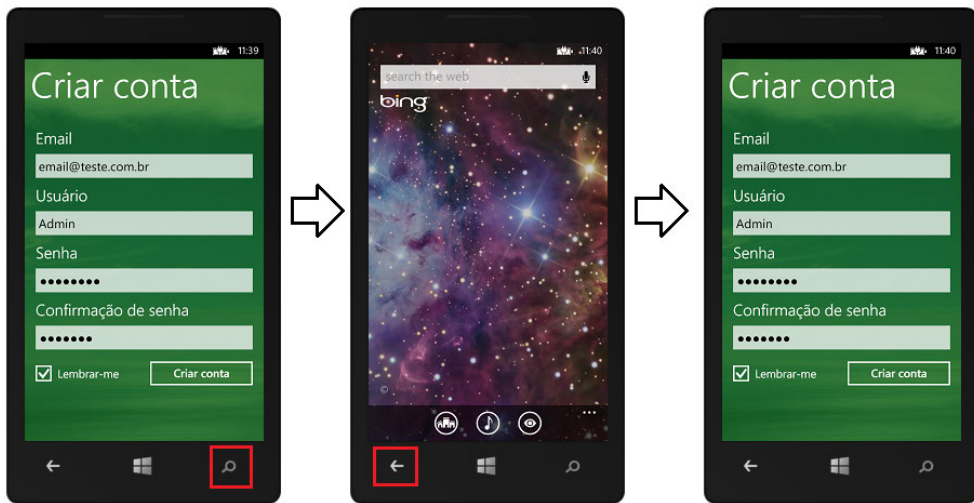 11:39
Criar conta
Email
email@teste.com.br
Usuário
Admin
Senha
●●●●●●●●
Confirmação de senha
●●●●●●●
Lembrar-me
Criar conta
11:40
search the web
bing
©
11:40
Criar conta
Email
email@teste.com.br
Usuário
Admin
Senha
●●●●●●●●
Confirmação de senha
●●●●●●●
Lembrar-me
Criar conta